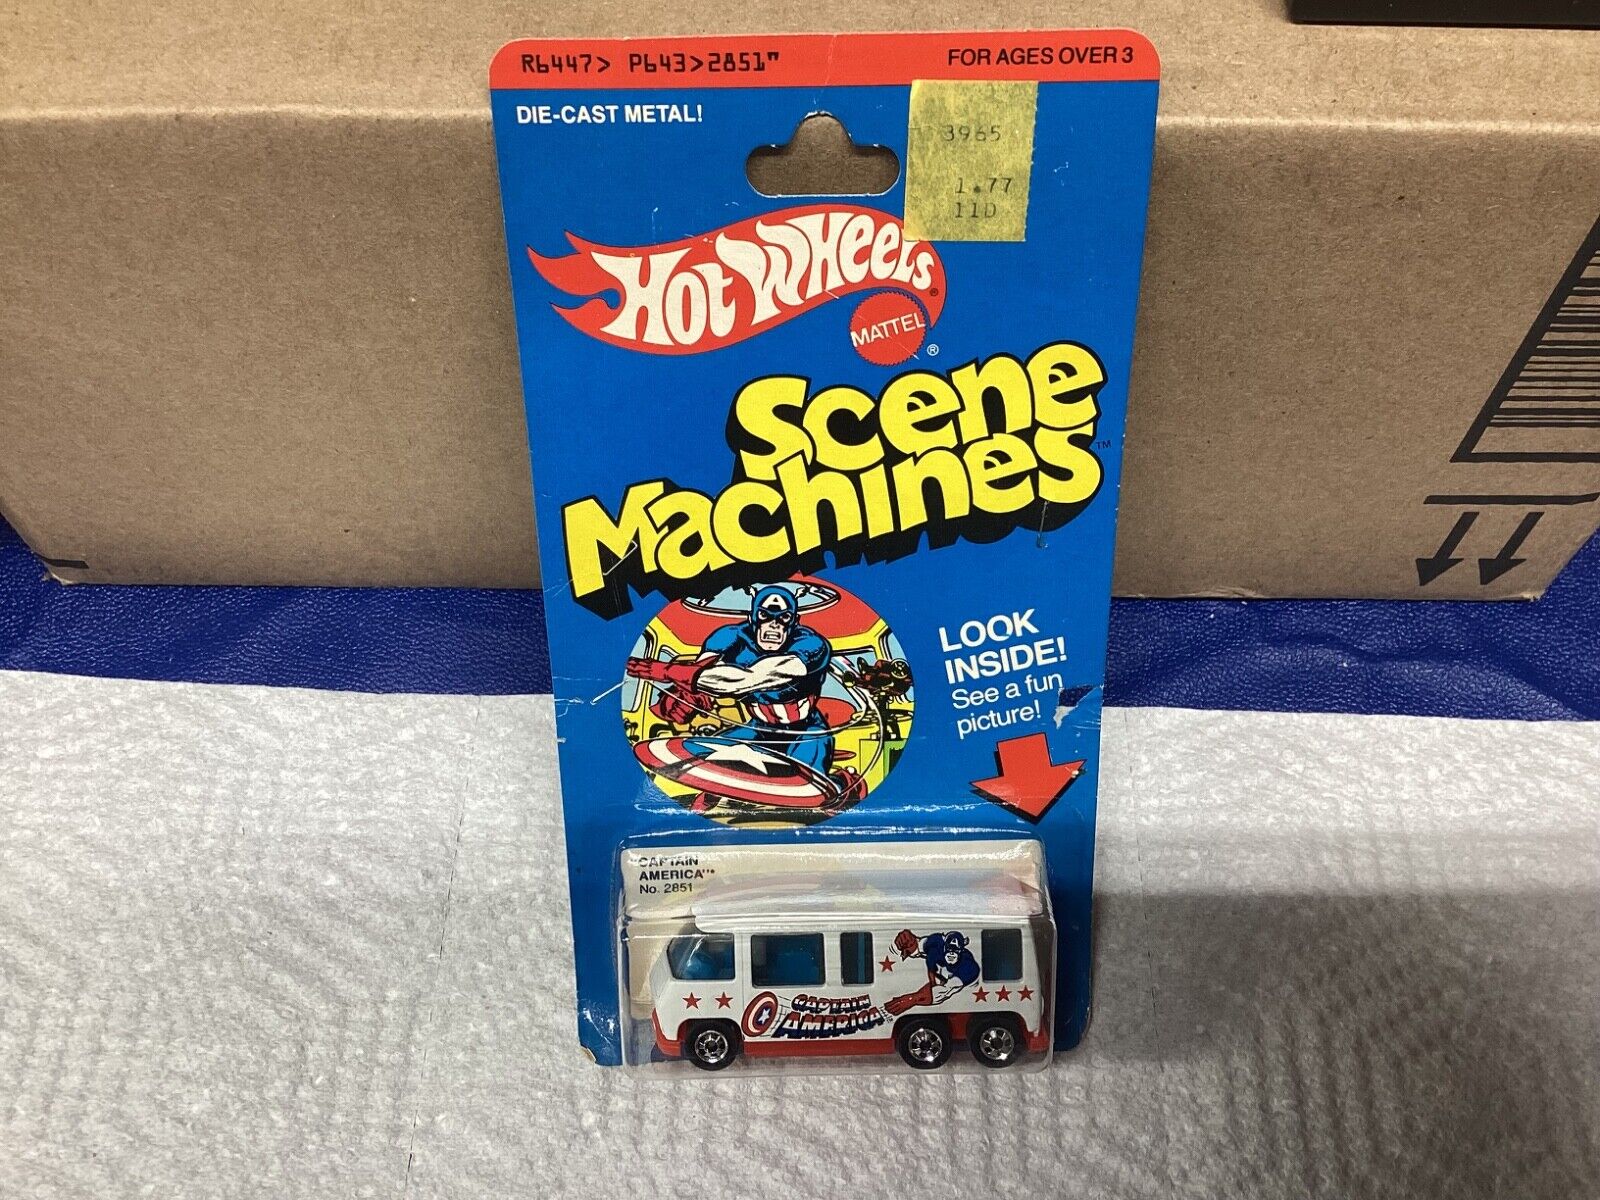 R6447> P643>2851"
FOR AGES OVER 3
DIE-CAST METAL!
3965
1.77
11D
HOT WHEELS®
MATTEL
®
Scene
Machines™
LOOK
INSIDE!
See a fun
picture!
"CAPTAIN
AMERICA"*
No. 2851
A
CAPTAIN
AMERICA